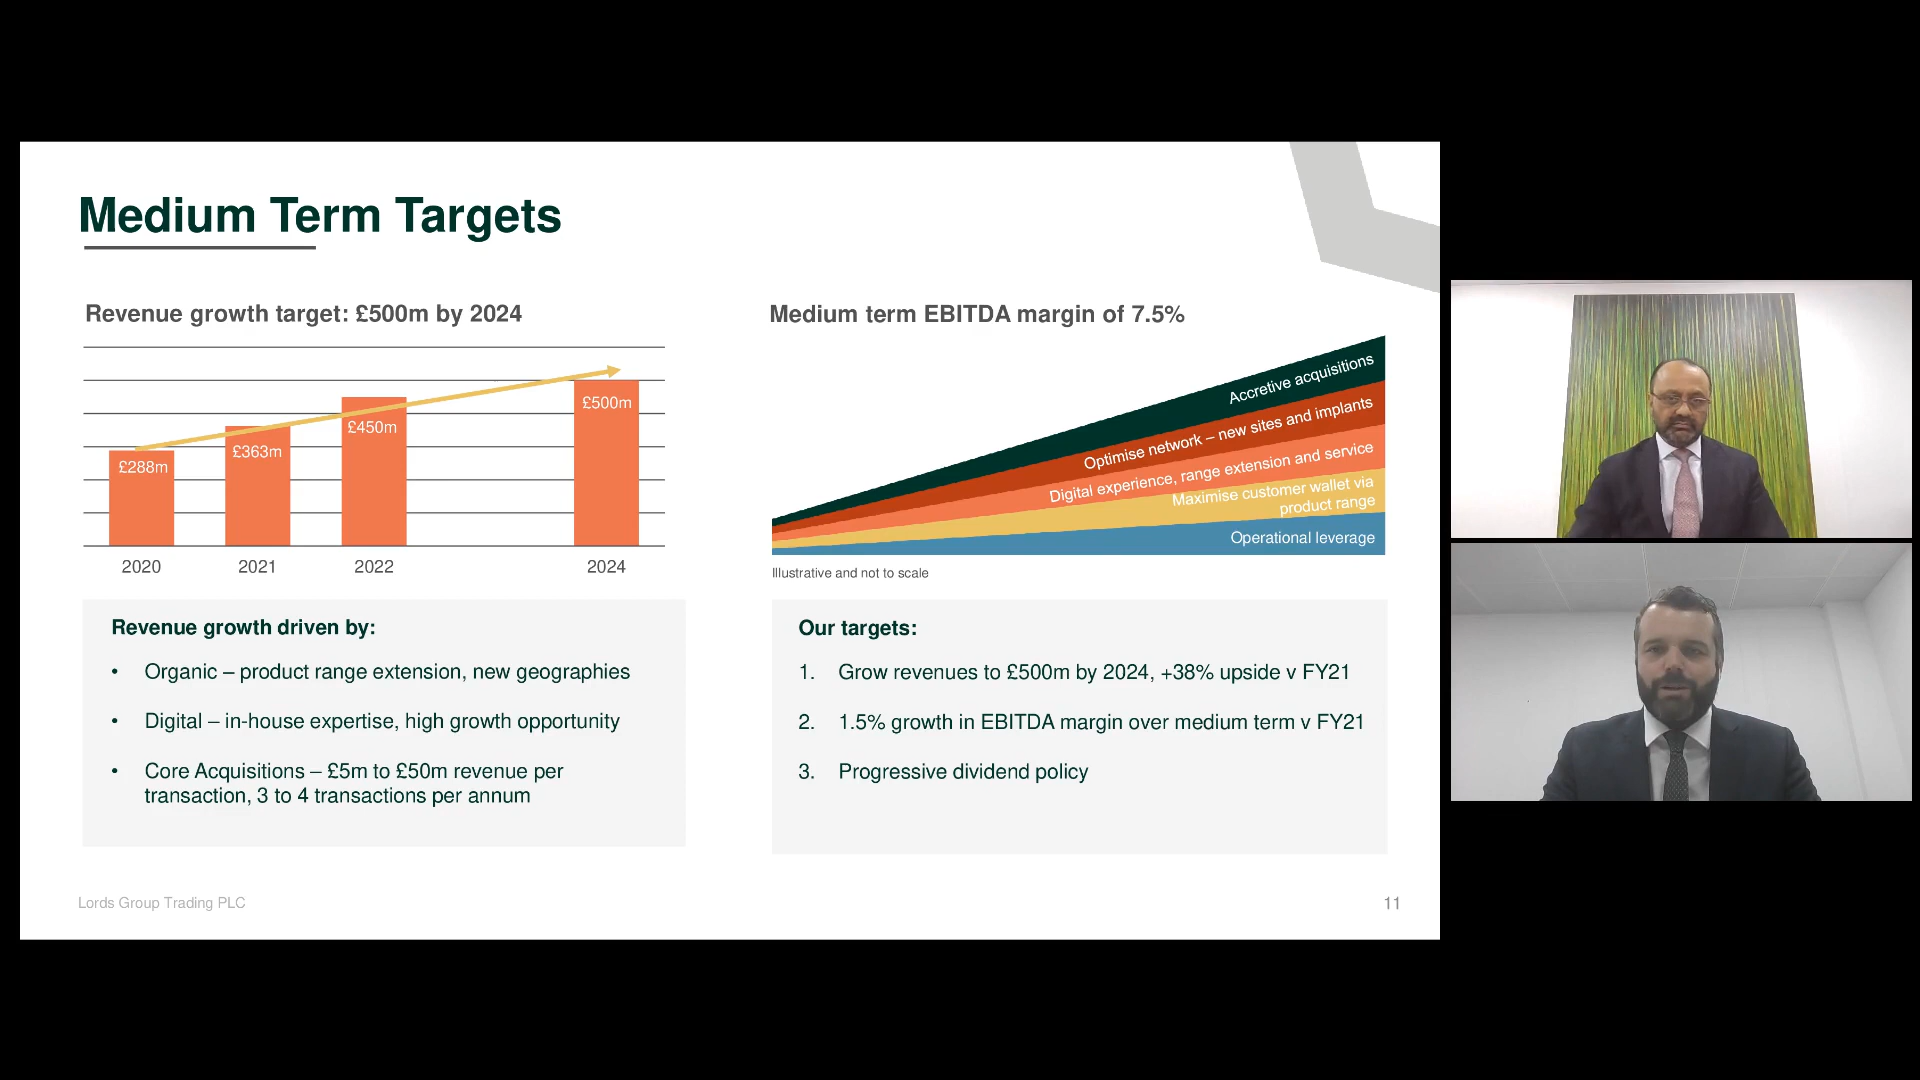 Medium Term Targets
Revenue growth target: £500m by 2024
£288m
£363m
£450m
£500m
2020
2021
2022
2024
Revenue growth driven by:
• Organic – product range extension, new geographies
• Digital – in-house expertise, high growth opportunity
• Core Acquisitions – £5m to £50m revenue per
transaction, 3 to 4 transactions per annum
Medium term EBITDA margin of 7.5%
Accretive acquisitions
Optimise network – new sites and implants
Digital experience, range extension and service
Maximise customer wallet via
product range
Operational leverage
Illustrative and not to scale
Our targets:
1. Grow revenues to £500m by 2024, +38% upside v FY21
2. 1.5% growth in EBITDA margin over medium term v FY21
3. Progressive dividend policy
Lords Group Trading PLC
11